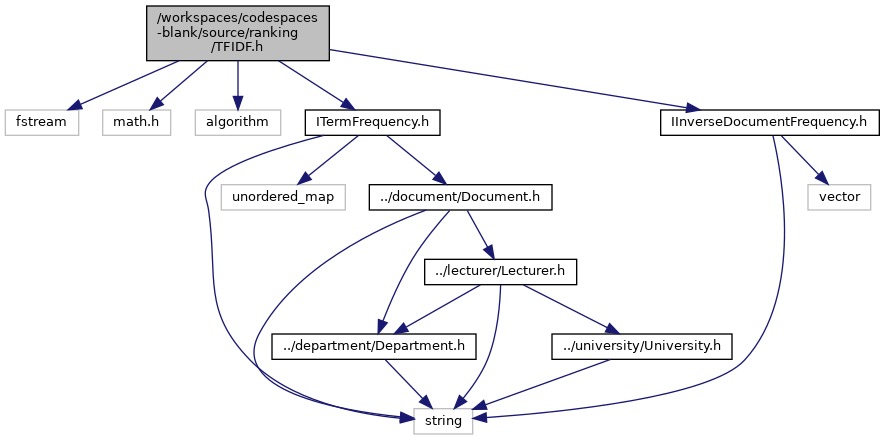 /workspaces/codespaces
-blank/source/ranking
/TFIDF.h
fstream
math.h
algorithm
ITermFrequency.h
IInverseDocumentFrequency.h
unordered_map
../document/Document.h
vector
../lecturer/Lecturer.h
../department/Department.h
../university/University.h
string